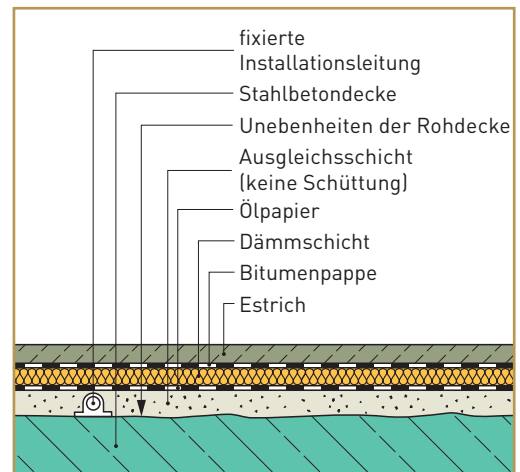 fixierte
Installationsleitung
Stahlbetondecke
Unebenheiten der Rohdecke
Ausgleichsschicht
(keine Schüttung)
Ölpapier
Dämmschicht
Bitumenpappe
Estrich